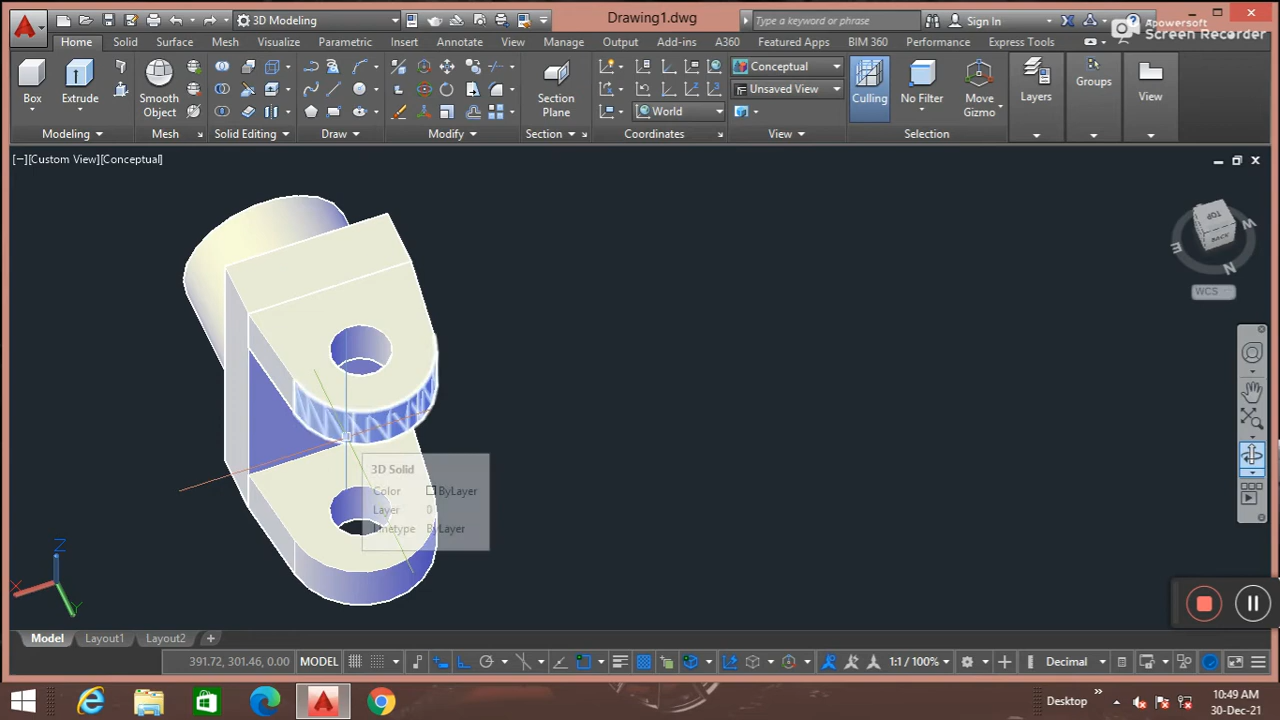 3D Modeling
Drawing1.dwg
Type a keyword or phrase
Sign In
Apowersoft
Screen Recorder
Home Solid Surface Mesh Visualize Parametric Insert Annotate View Manage Output Add-ins A360 Featured Apps BIM 360 Performance Express Tools
Box
Extrude
Smooth
Object
Section
Plane
Conceptual
Unsaved View
World
Culling
No Filter
Move
Gizmo
Layers
Groups
View
Modeling Mesh Solid Editing Draw Modify Section Coordinates View Selection
[−][Custom View][Conceptual]
TOP
BACK
W
E
N
WCS
3D Solid
Color ByLayer
Layer 0
Linetype ByLayer
Z
X
Y
Model Layout1 Layout2 +
391.72, 301.46, 0.00 MODEL 1:1 / 100% Decimal
Desktop
10:49 AM
30-Dec-21